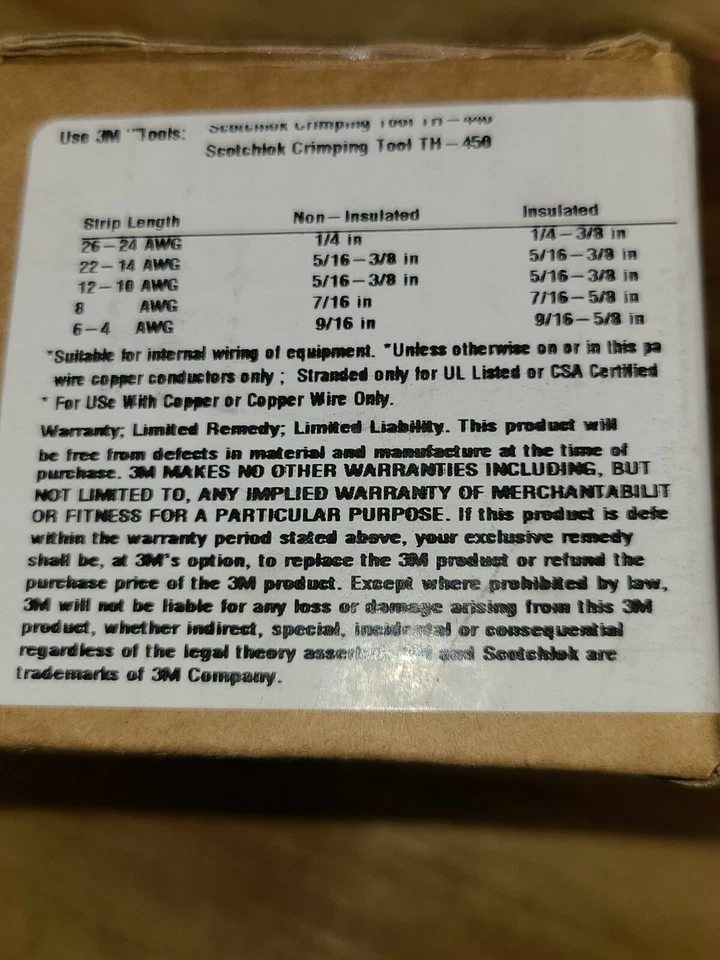 Use 3M "Tools: Scotchlok Crimping Tool TH-440
Scotchlok Crimping Tool TH-450
Strip Length Non-Insulated Insulated
26-24 AWG 1/4 in 1/4-3/8 in
22-14 AWG 5/16-3/8 in 5/16-3/8 in
12-10 AWG 5/16-3/8 in 5/16-3/8 in
8 AWG 7/16 in 7/16-5/8 in
6-4 AWG 9/16 in 9/16-5/8 in
*Suitable for internal wiring of equipment. *Unless otherwise on or in this pa
wire copper conductors only ; Stranded only for UL Listed or CSA Certified
* For USe With Copper or Copper Wire Only.
Warranty; Limited Remedy; Limited Liability. This product will
be free from defects in material and manufacture at the time of
purchase. 3M MAKES NO OTHER WARRANTIES INCLUDING, BUT
NOT LIMITED TO, ANY IMPLIED WARRANTY OF MERCHANTABILIT
OR FITNESS FOR A PARTICULAR PURPOSE. If this product is defe
within the warranty period stated above, your exclusive remedy
shall be, at 3M's option, to replace the 3M product or refund the
purchase price of the 3M product. Except where prohibited by law,
3M will not be liable for any loss or damage arising from this 3M
product, whether indirect, special, incidental or consequential
regardless of the legal theory asserted. 3M and Scotchlok are
trademarks of 3M Company.